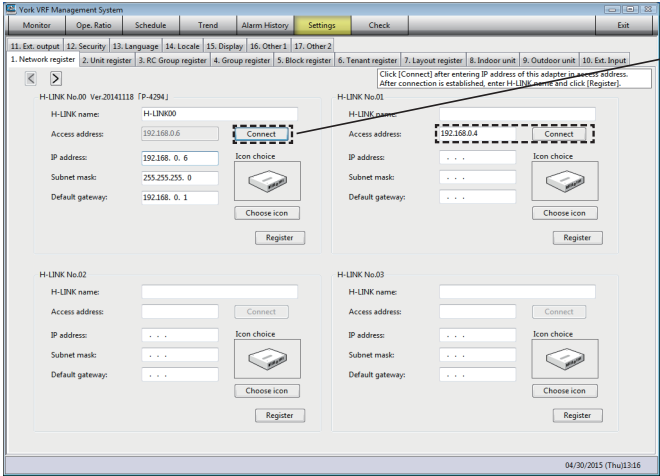 York VRF Management System
Monitor Ope. Ratio Schedule Trend Alarm History Settings Check Exit
11. Ext. output 12. Security 13. Language 14. Locale 15. Display 16. Other 1 17. Other 2
1. Network register 2. Unit register 3. RC Group register 4. Group register 5. Block register 6. Tenant register 7. Layout register 8. Indoor unit 9. Outdoor unit 10. Ext. Input
< >
Click [Connect] after entering IP address of this adapter in access address.
After connection is established, enter H-LINK name and click [Register].
H-LINK No.00 Ver.20141118 「P-4294」
H-LINK name: H-LINK00
Access address: 192.168.0.6 Connect
IP address: 192.168. 0. 6 Icon choice
Subnet mask: 255.255.255. 0
Default gateway: 192.168. 0. 1
Choose icon
Register
H-LINK No.01
H-LINK name:
Access address: 192.168.0.4 Connect
IP address: . . . Icon choice
Subnet mask: . . .
Default gateway: . . .
Choose icon
Register
H-LINK No.02
H-LINK name:
Access address: Connect
IP address: . . . Icon choice
Subnet mask: . . .
Default gateway: . . .
Choose icon
Register
H-LINK No.03
H-LINK name:
Access address: Connect
IP address: . . . Icon choice
Subnet mask: . . .
Default gateway: . . .
Choose icon
Register
04/30/2015 (Thu)13:16